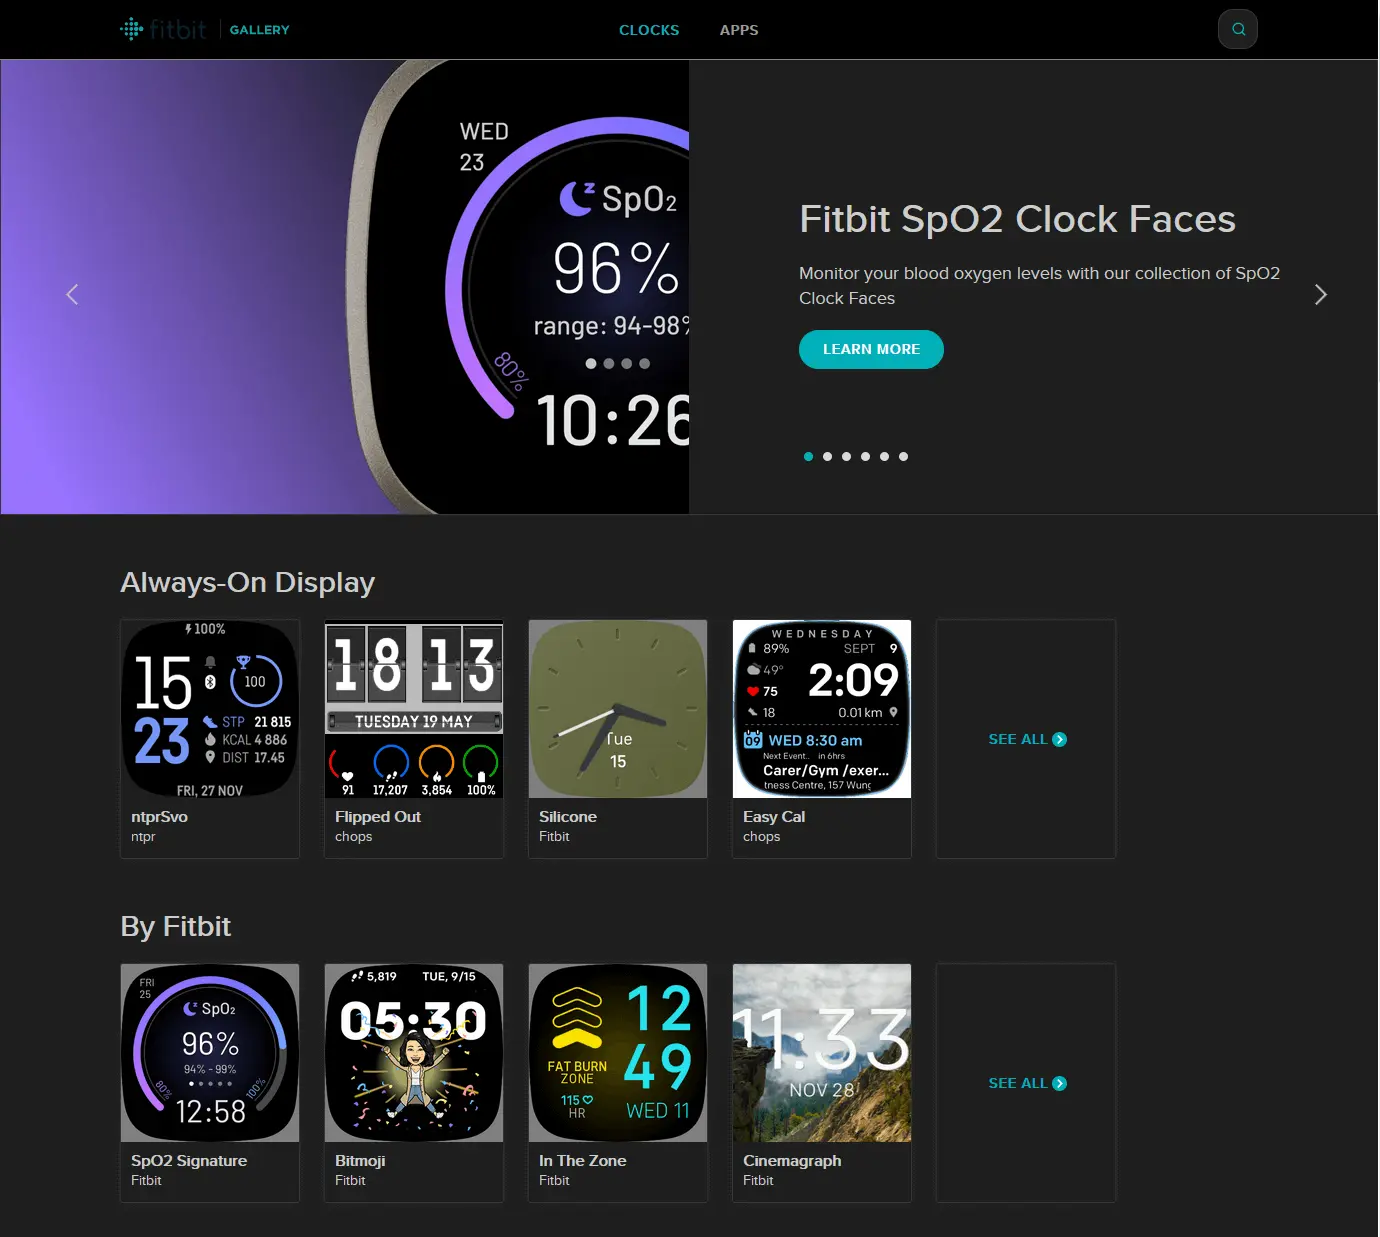 fitbit GALLERY
CLOCKS
APPS
WED
23
SpO2
96%
range: 94-98%
80%
10:26
Fitbit SpO2 Clock Faces
Monitor your blood oxygen levels with our collection of SpO2
Clock Faces
LEARN MORE
Always-On Display
100%
15
23
100
STP 21 815
KCAL 4 886
DIST 17.45
FRI, 27 NOV
ntprSvo
ntpr
18 13
TUESDAY 19 MAY
91 17,207 3,854 100%
Flipped Out
chops
Tue
15
Silicone
Fitbit
WEDNESDAY
89% SEPT 9
49°
75
2:09
18 0.01 km
09 WED 8:30 am
Next Event.. in 6hrs
Carer/Gym /exer...
tness Centre, 157 Wung
Easy Cal
chops
SEE ALL
By Fitbit
FRI
25
SpO2
96%
94% - 99%
80% 100%
12:58
SpO2 Signature
Fitbit
5,819 TUE, 9/15
05:30
Bitmoji
Fitbit
12
49
FAT BURN
ZONE
115
HR
WED 11
In The Zone
Fitbit
11:33
NOV 28
Cinemagraph
Fitbit
SEE ALL